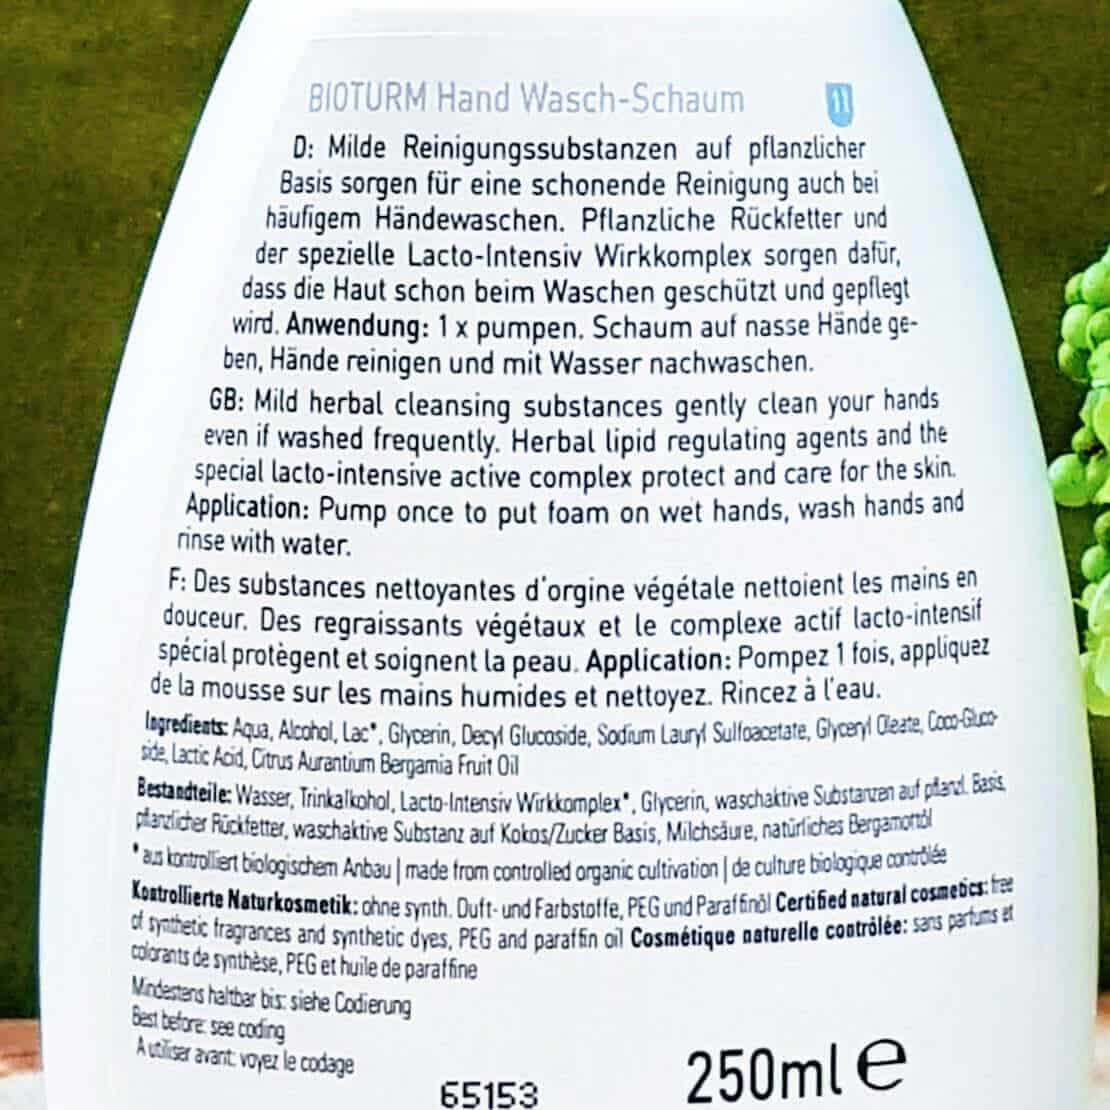 BIOTURM Hand Wasch-Schaum
11
D: Milde Reinigungssubstanzen auf pflanzlicher
Basis sorgen für eine schonende Reinigung auch bei
häufigem Händewaschen. Pflanzliche Rückfetter und
der spezielle Lacto-Intensiv Wirkkomplex sorgen dafür,
dass die Haut schon beim Waschen geschützt und gepflegt
wird. Anwendung: 1 x pumpen. Schaum auf nasse Hände ge-
ben, Hände reinigen und mit Wasser nachwaschen.
GB: Mild herbal cleansing substances gently clean your hands
even if washed frequently. Herbal lipid regulating agents and the
special lacto-intensive active complex protect and care for the skin.
Application: Pump once to put foam on wet hands, wash hands and
rinse with water.
F: Des substances nettoyantes d'orgine végétale nettoient les mains en
douceur. Des regraissants végétaux et le complexe actif lacto-intensif
spécial protègent et soignent la peau. Application: Pompez 1 fois, appliquez
de la mousse sur les mains humides et nettoyez. Rincez à l'eau.
Ingredients: Aqua, Alcohol, Lac*, Glycerin, Decyl Glucoside, Sodium Lauryl Sulfoacetate, Glyceryl Oleate, Coco-Gluco-
side, Lactic Acid, Citrus Aurantium Bergamia Fruit Oil
Bestandteile: Wasser, Trinkalkohol, Lacto-Intensiv Wirkkomplex*, Glycerin, waschaktive Substanzen auf pflanzl. Basis,
pflanzlicher Rückfetter, waschaktive Substanz auf Kokos/Zucker Basis, Milchsäure, natürliches Bergamottöl
* aus kontrolliert biologischem Anbau | made from controlled organic cultivation | de culture biologique contrôlée
Kontrollierte Naturkosmetik: ohne synth. Duft- und Farbstoffe, PEG und Paraffinöl Certified natural cosmetics: free
of synthetic fragrances and synthetic dyes, PEG and paraffin oil Cosmétique naturelle contrôlée: sans parfums et
colorants de synthèse, PEG et huile de paraffine
Mindestens haltbar bis: siehe Codierung
Best before: see coding
A utiliser avant: voyez le codage
65153
250ml e